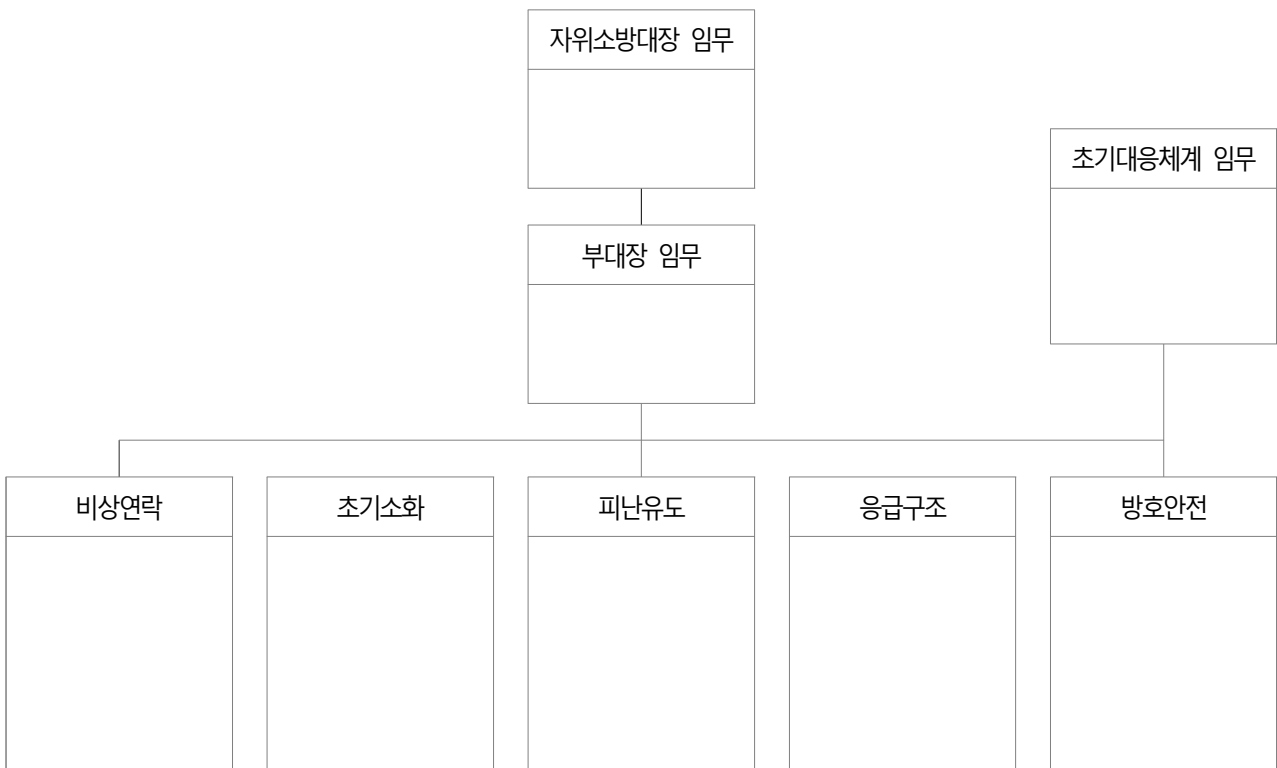 자위소방대장 임무
초기대응체계 임무
부대장 임무
비상연락
초기소화
피난유도
응급구조
방호안전